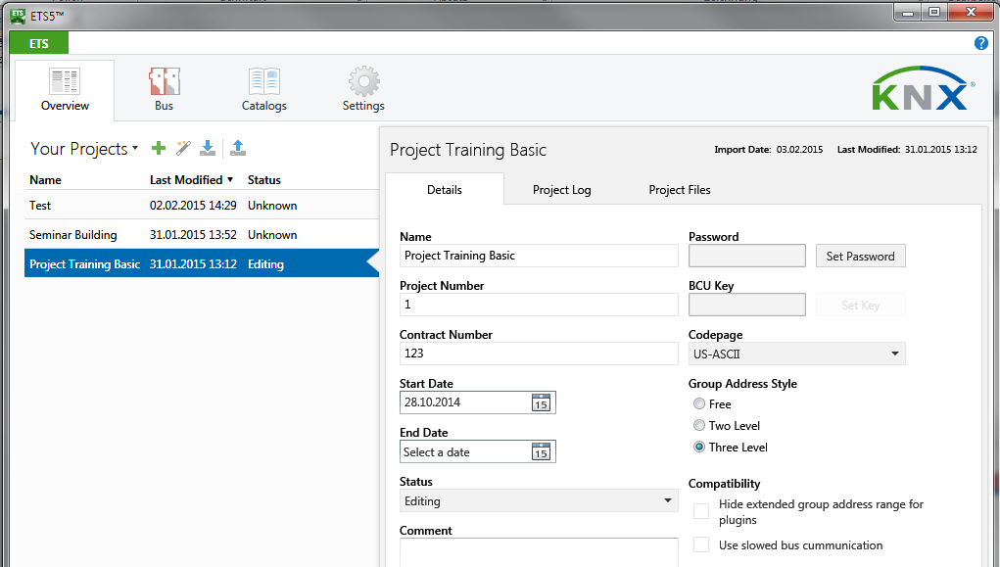 ETS5™
ETS
Overview
Bus
Catalogs
Settings
KNX®
Your Projects
Name Last Modified Status
Test 02.02.2015 14:29 Unknown
Seminar Building 31.01.2015 13:52 Unknown
Project Training Basic 31.01.2015 13:12 Editing
Project Training Basic
Import Date: 03.02.2015 Last Modified: 31.01.2015 13:12
Details Project Log Project Files
Name
Project Training Basic
Project Number
1
Contract Number
123
Start Date
28.10.2014 15
End Date
Select a date 15
Status
Editing
Comment
Password
Set Password
BCU Key
Set Key
Codepage
US-ASCII
Group Address Style
Free
Two Level
Three Level
Compatibility
Hide extended group address range for
plugins
Use slowed bus cummunication